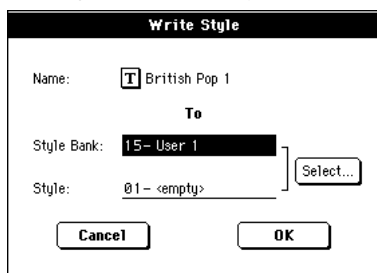 Write Style
Name: T British Pop 1
To
Style Bank: 15- User 1
Select...
Style: 01- <empty>
Cancel OK